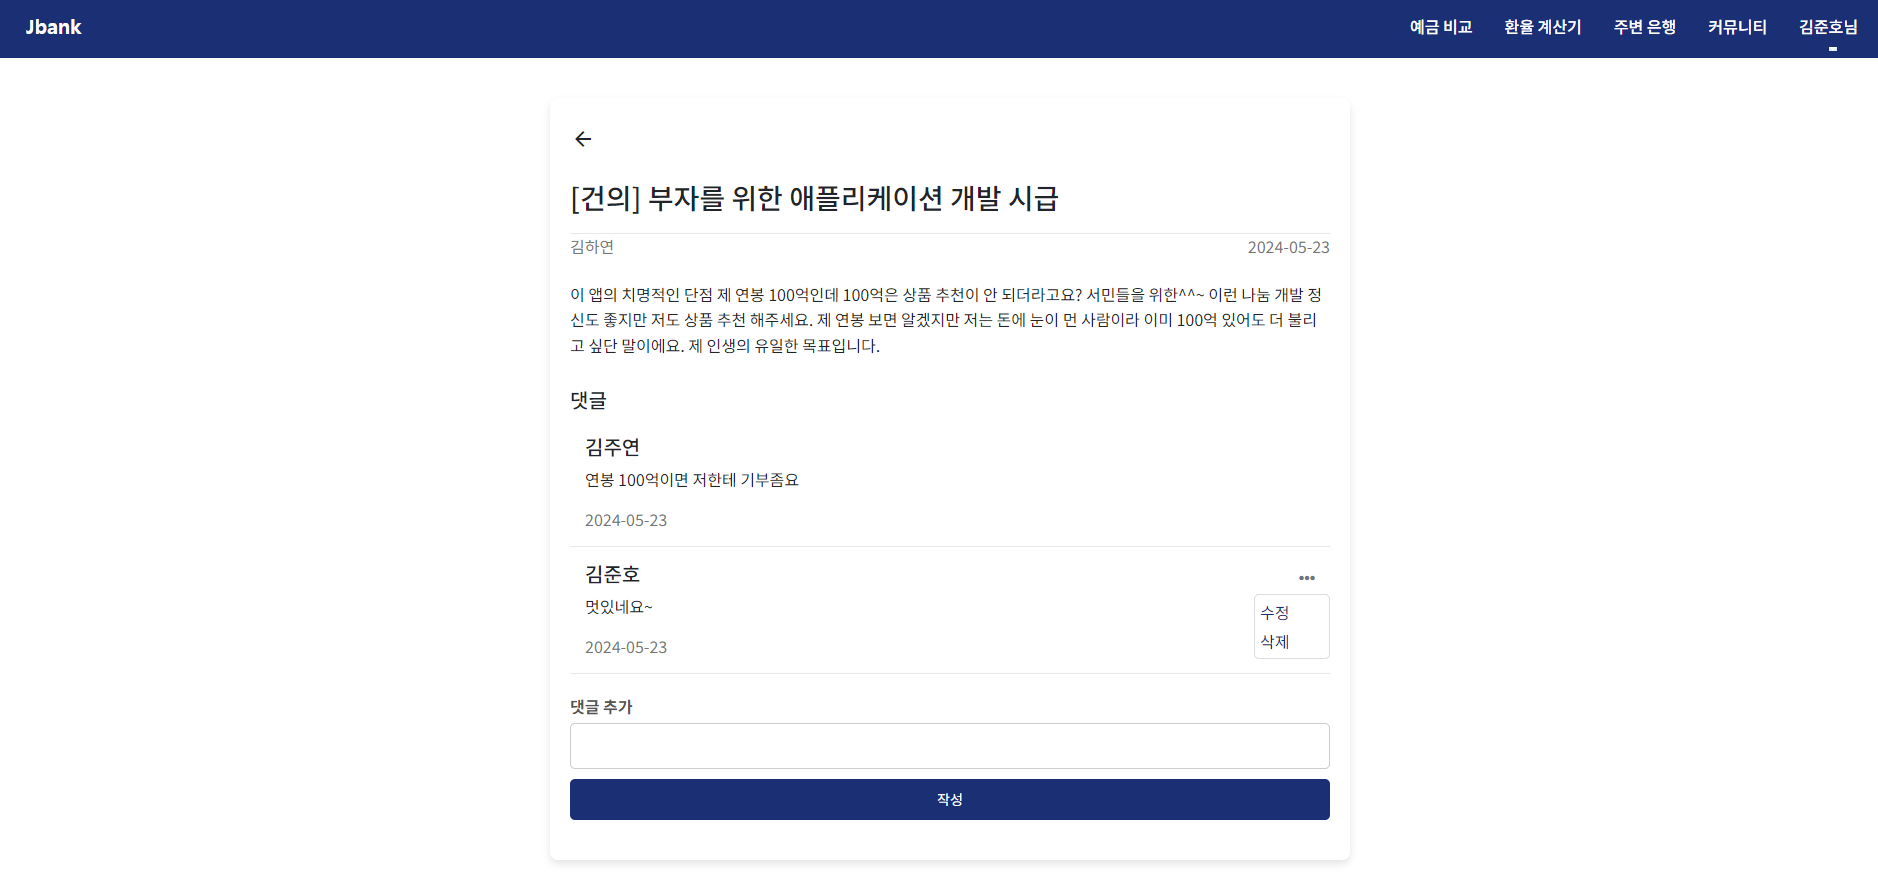 Jbank
예금 비교
환율 계산기
주변 은행
커뮤니티
김준호님
[건의] 부자를 위한 애플리케이션 개발 시급
김하연
2024-05-23
이 앱의 치명적인 단점 제 연봉 100억인데 100억은 상품 추천이 안 되더라고요? 서민들을 위한^^~ 이런 나눔 개발 정
신도 좋지만 저도 상품 추천 해주세요. 제 연봉 보면 알겠지만 저는 돈에 눈이 먼 사람이라 이미 100억 있어도 더 불리
고 싶단 말이에요. 제 인생의 유일한 목표입니다.
댓글
김주연
연봉 100억이면 저한테 기부좀요
2024-05-23
김준호
멋있네요~
2024-05-23
수정
삭제
댓글 추가
작성